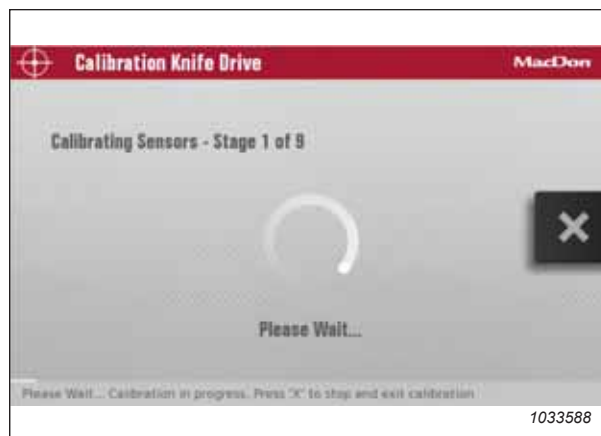 Calibration Knife Drive MacDon
Calibrating Sensors - Stage 1 of 9
X
Please Wait...
Please Wait... Calibration in progress. Press 'X' to stop and exit calibration
1033588